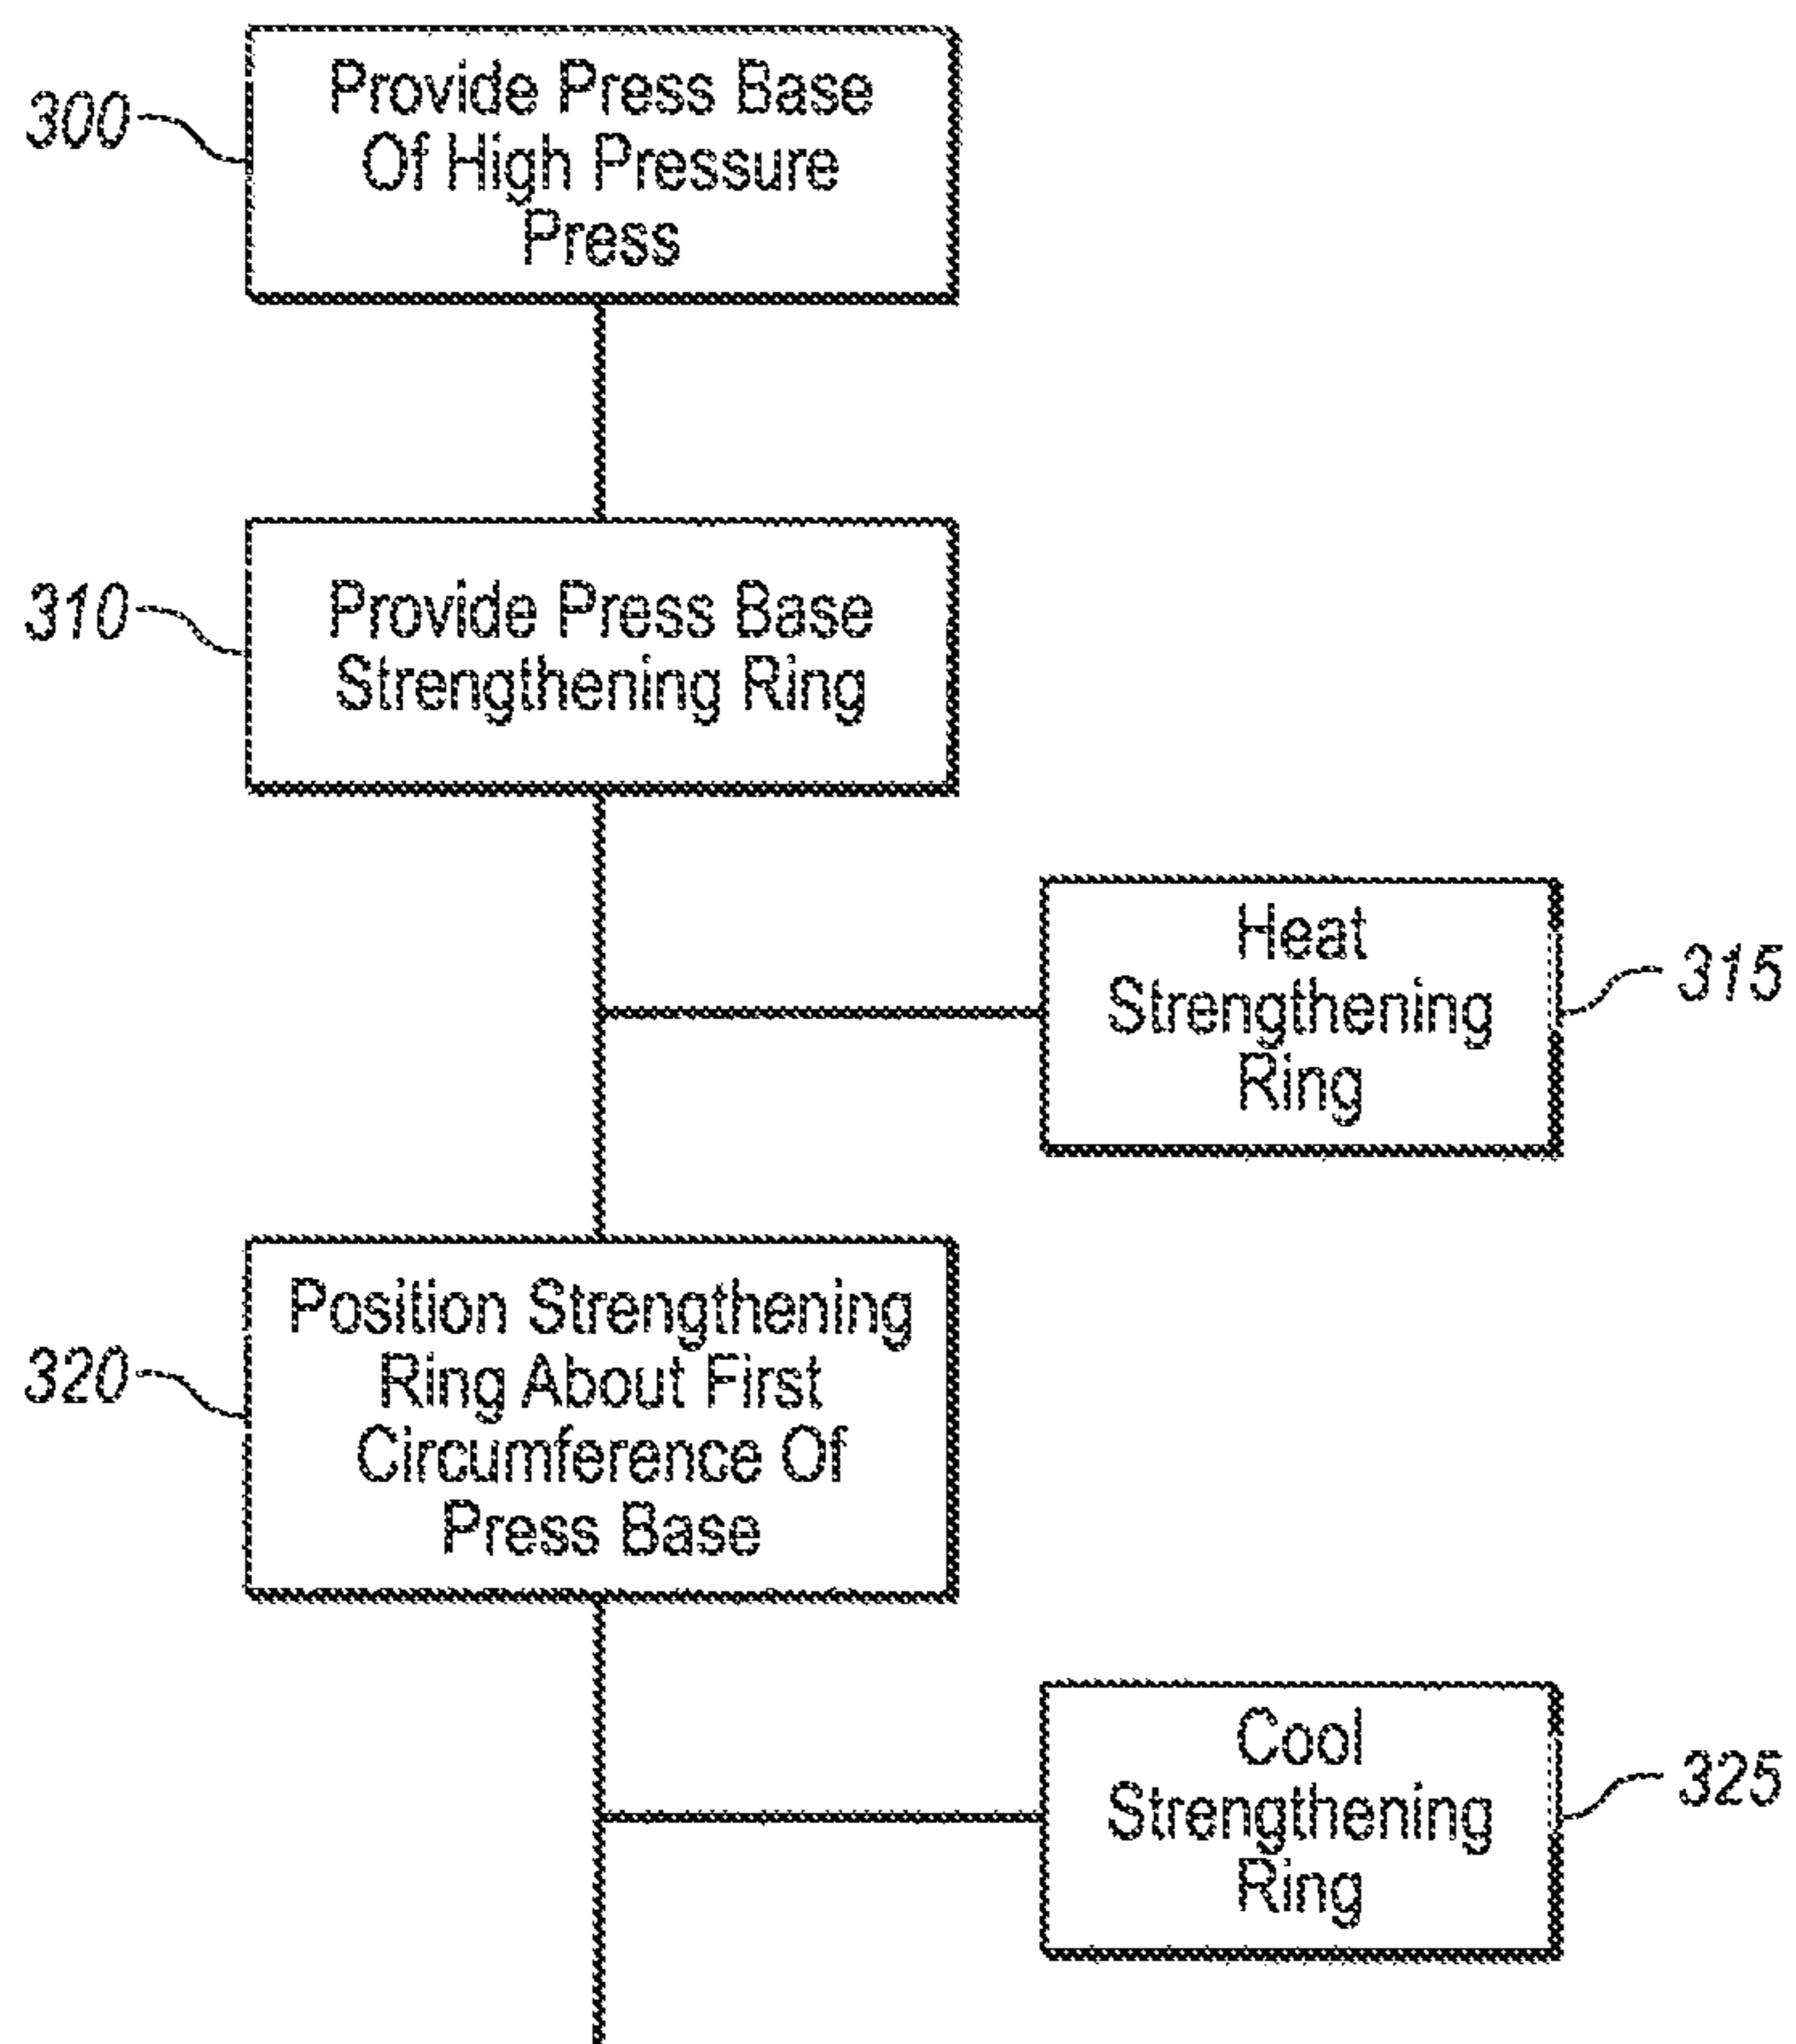 300
Provide Press Base
Of High Pressure
Press
310
Provide Press Base
Strengthening Ring
Heat
Strengthening
Ring
315
320
Position Strengthening
Ring About First
Circumference Of
Press Base
Cool
Strengthening
Ring
325